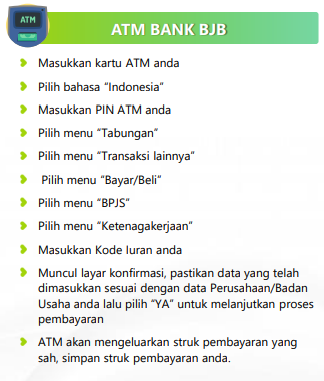 ATM
ATM BANK BJB
Masukkan kartu ATM anda
Pilih bahasa “Indonesia”
Masukkan PIN ATM anda
Pilih menu “Tabungan”
Pilih menu “Transaksi lainnya”
Pilih menu “Bayar/Beli”
Pilih menu “BPJS”
Pilih menu “Ketenagakerjaan”
Masukkan Kode Iuran anda
Muncul layar konfirmasi, pastikan data yang telah
dimasukkan sesuai dengan data Perusahaan/Badan
Usaha anda lalu pilih “YA” untuk melanjutkan proses
pembayaran
ATM akan mengeluarkan struk pembayaran yang
sah, simpan struk pembayaran anda.